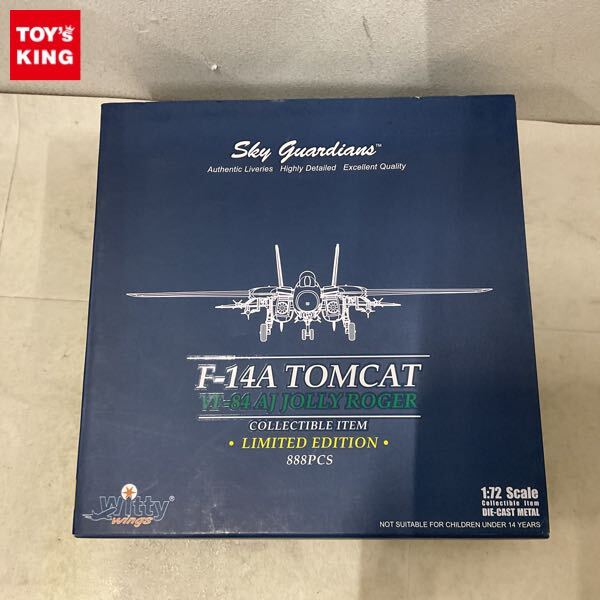 TOY'S
KING
Sky Guardians™
Authentic Liveries Highly Detailed Excellent Quality
F-14A TOMCAT
VF-84 AJ JOLLY ROGER
COLLECTIBLE ITEM
• LIMITED EDITION •
888PCS
Witty®
wings
1:72 Scale
Collectible Item
DIE-CAST METAL
NOT SUITABLE FOR CHILDREN UNDER 14 YEARS